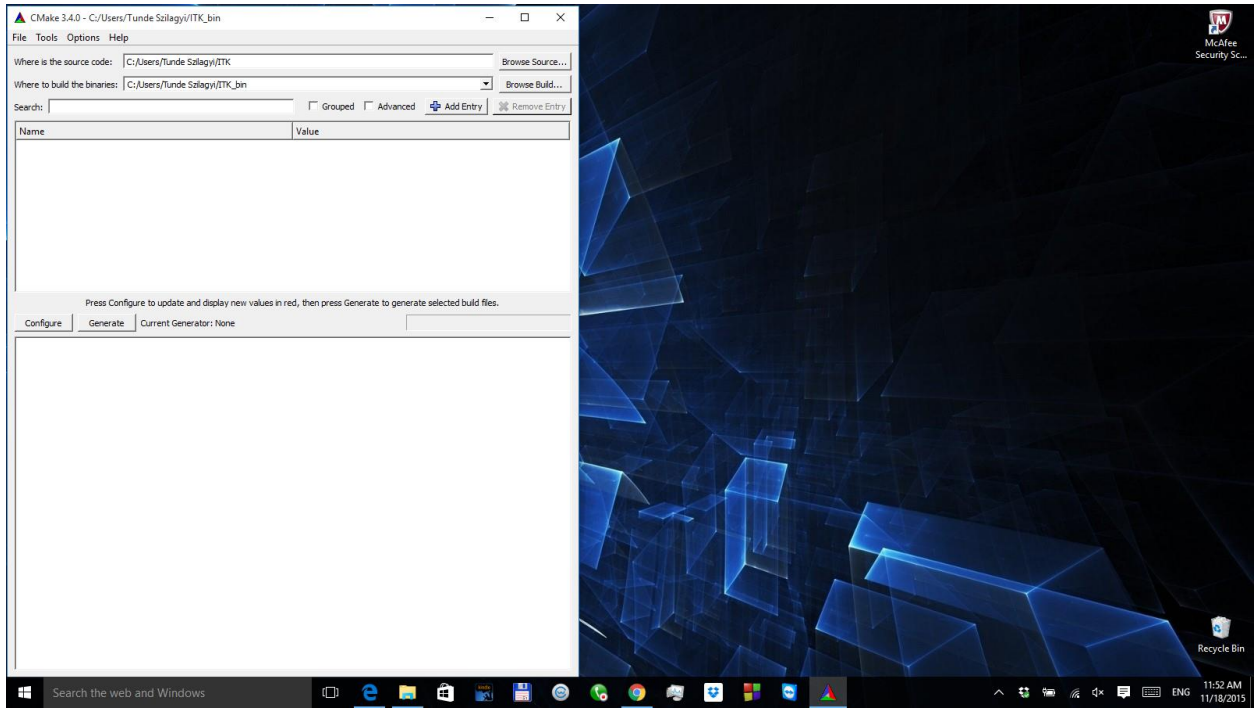 CMake 3.4.0 - C:/Users/Tunde Szilagyi/ITK_bin
File Tools Options Help
Where is the source code: C:/Users/Tunde Szilagyi/ITK Browse Source...
Where to build the binaries: C:/Users/Tunde Szilagyi/ITK_bin Browse Build...
Search: Grouped Advanced Add Entry Remove Entry
Name Value
Press Configure to update and display new values in red, then press Generate to generate selected build files.
Configure Generate Current Generator: None
McAfee
Security Sc...
Recycle Bin
Search the web and Windows
ENG
11:52 AM
11/18/2015